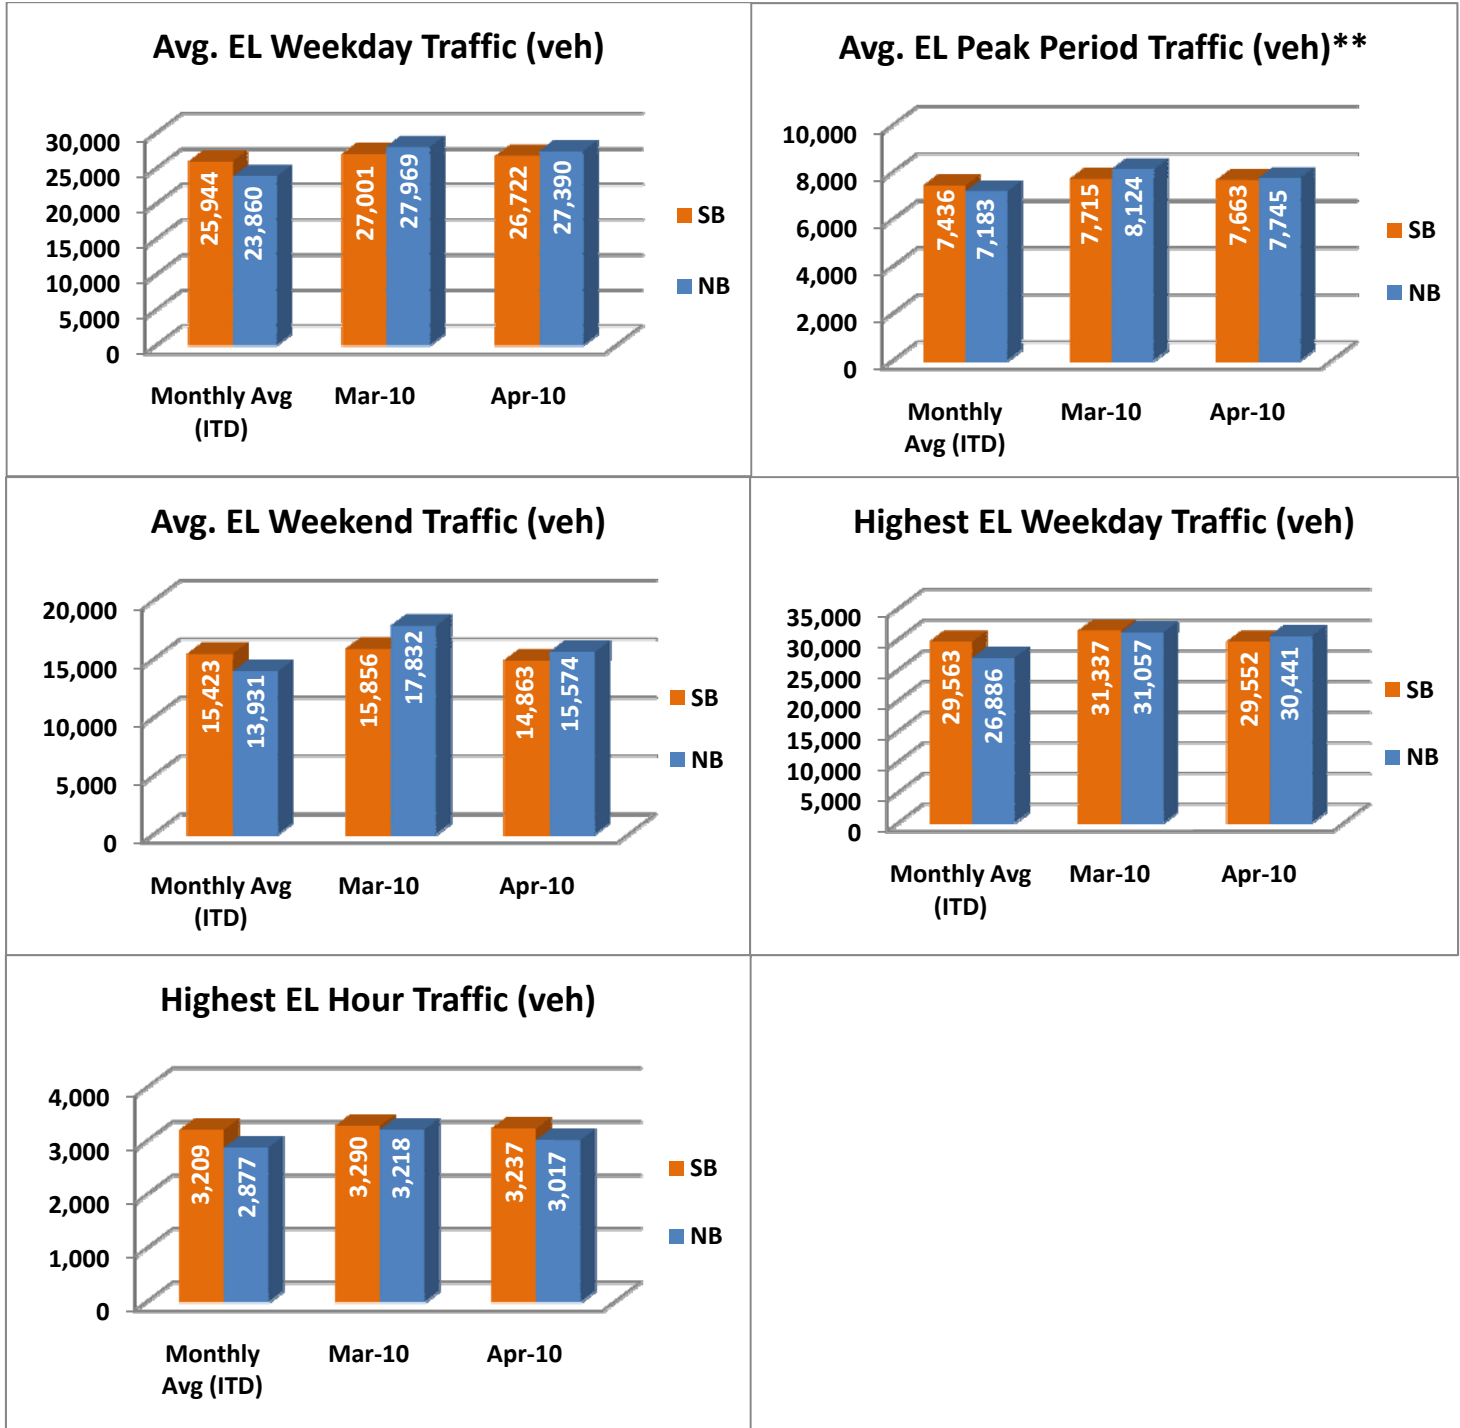 Avg. EL Weekday Traffic (veh)
30,000
25,000
20,000
15,000
10,000
5,000
0
25,944
23,860
27,001
27,969
26,722
27,390
SB
NB
Monthly Avg
(ITD)
Mar-10
Apr-10
Avg. EL Peak Period Traffic (veh)**
10,000
8,000
6,000
4,000
2,000
0
7,436
7,183
7,715
8,124
7,663
7,745
SB
NB
Monthly
Avg (ITD)
Mar-10
Apr-10
Avg. EL Weekend Traffic (veh)
20,000
15,000
10,000
5,000
0
15,423
13,931
15,856
17,832
14,863
15,574
SB
NB
Monthly Avg
(ITD)
Mar-10
Apr-10
Highest EL Weekday Traffic (veh)
35,000
30,000
25,000
20,000
15,000
10,000
5,000
0
29,563
26,886
31,337
31,057
29,552
30,441
SB
NB
Monthly Avg
(ITD)
Mar-10
Apr-10
Highest EL Hour Traffic (veh)
4,000
3,000
2,000
1,000
0
3,209
2,877
3,290
3,218
3,237
3,017
SB
NB
Monthly
Avg (ITD)
Mar-10
Apr-10